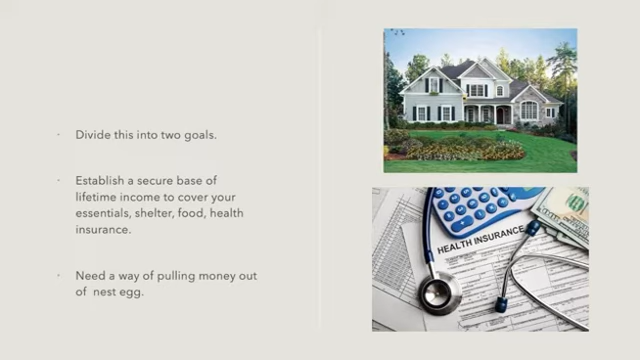 · Divide this into two goals.
· Establish a secure base of
lifetime income to cover your
essentials, shelter, food, health
insurance.
· Need a way of pulling money out
of nest egg.
HEALTH INSURANCE